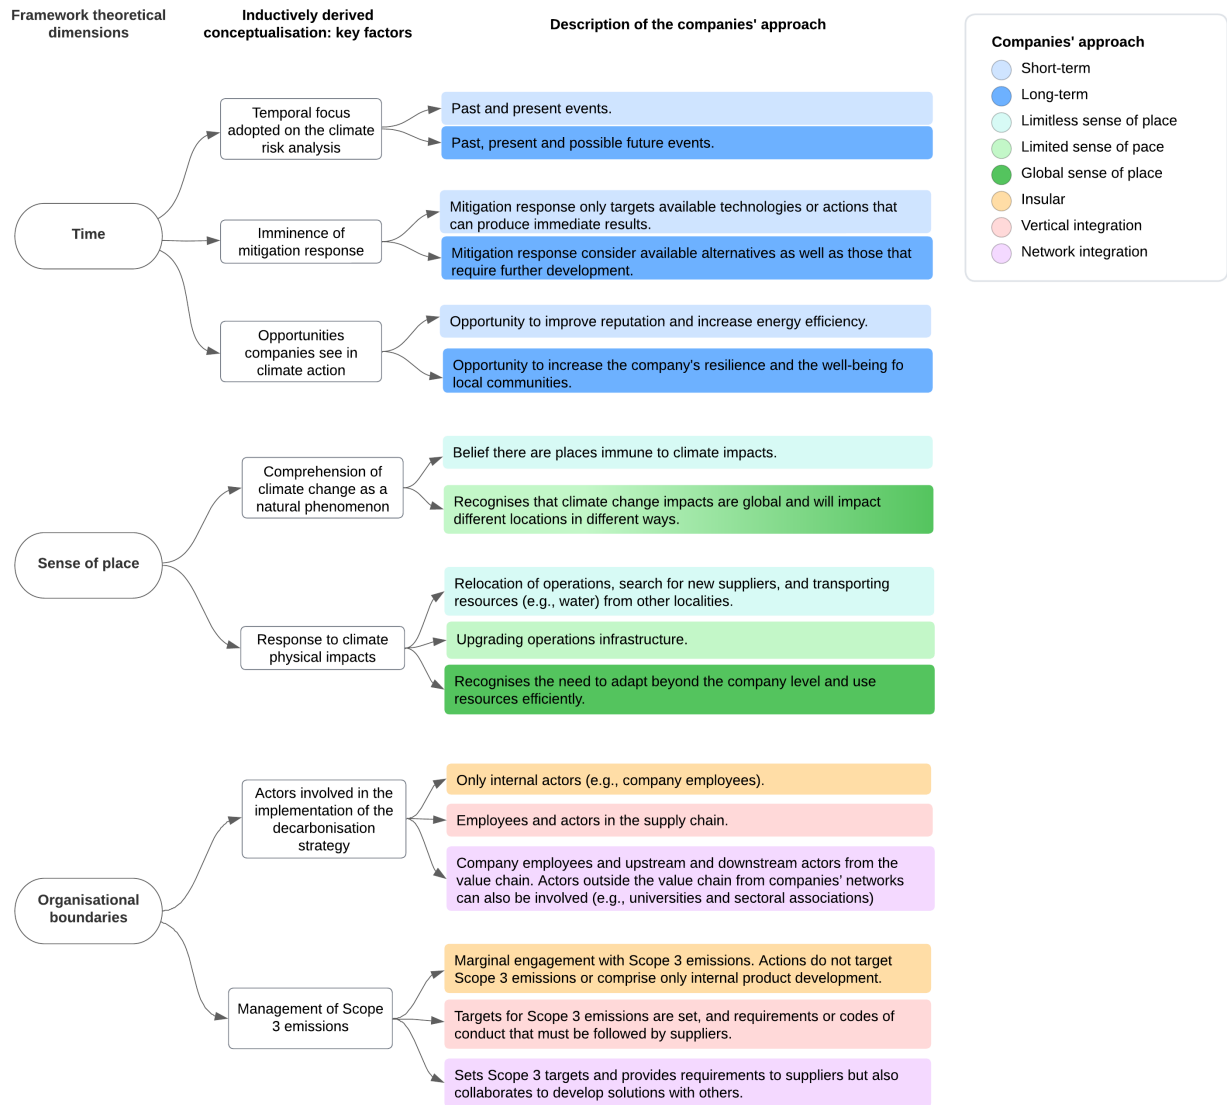 Framework theoretical
dimensions
Inductively derived
conceptualisation: key factors
Description of the companies' approach
Companies' approach
Short-term
Long-term
Limitless sense of place
Limited sense of pace
Global sense of place
Insular
Vertical integration
Network integration
Time
Temporal focus
adopted on the climate
risk analysis
Past and present events.
Past, present and possible future events.
Imminence of
mitigation response
Mitigation response only targets available technologies or actions that
can produce immediate results.
Mitigation response consider available alternatives as well as those that
require further development.
Opportunities
companies see in
climate action
Opportunity to improve reputation and increase energy efficiency.
Opportunity to increase the company's resilience and the well-being fo
local communities.
Sense of place
Comprehension of
climate change as a
natural phenomenon
Belief there are places immune to climate impacts.
Recognises that climate change impacts are global and will impact
different locations in different ways.
Response to climate
physical impacts
Relocation of operations, search for new suppliers, and transporting
resources (e.g., water) from other localities.
Upgrading operations infrastructure.
Recognises the need to adapt beyond the company level and use
resources efficiently.
Organisational
boundaries
Actors involved in the
implementation of the
decarbonisation
strategy
Only internal actors (e.g., company employees).
Employees and actors in the supply chain.
Company employees and upstream and downstream actors from the
value chain. Actors outside the value chain from companies' networks
can also be involved (e.g., universities and sectoral associations)
Management of Scope
3 emissions
Marginal engagement with Scope 3 emissions. Actions do not target
Scope 3 emissions or comprise only internal product development.
Targets for Scope 3 emissions are set, and requirements or codes of
conduct that must be followed by suppliers.
Sets Scope 3 targets and provides requirements to suppliers but also
collaborates to develop solutions with others.